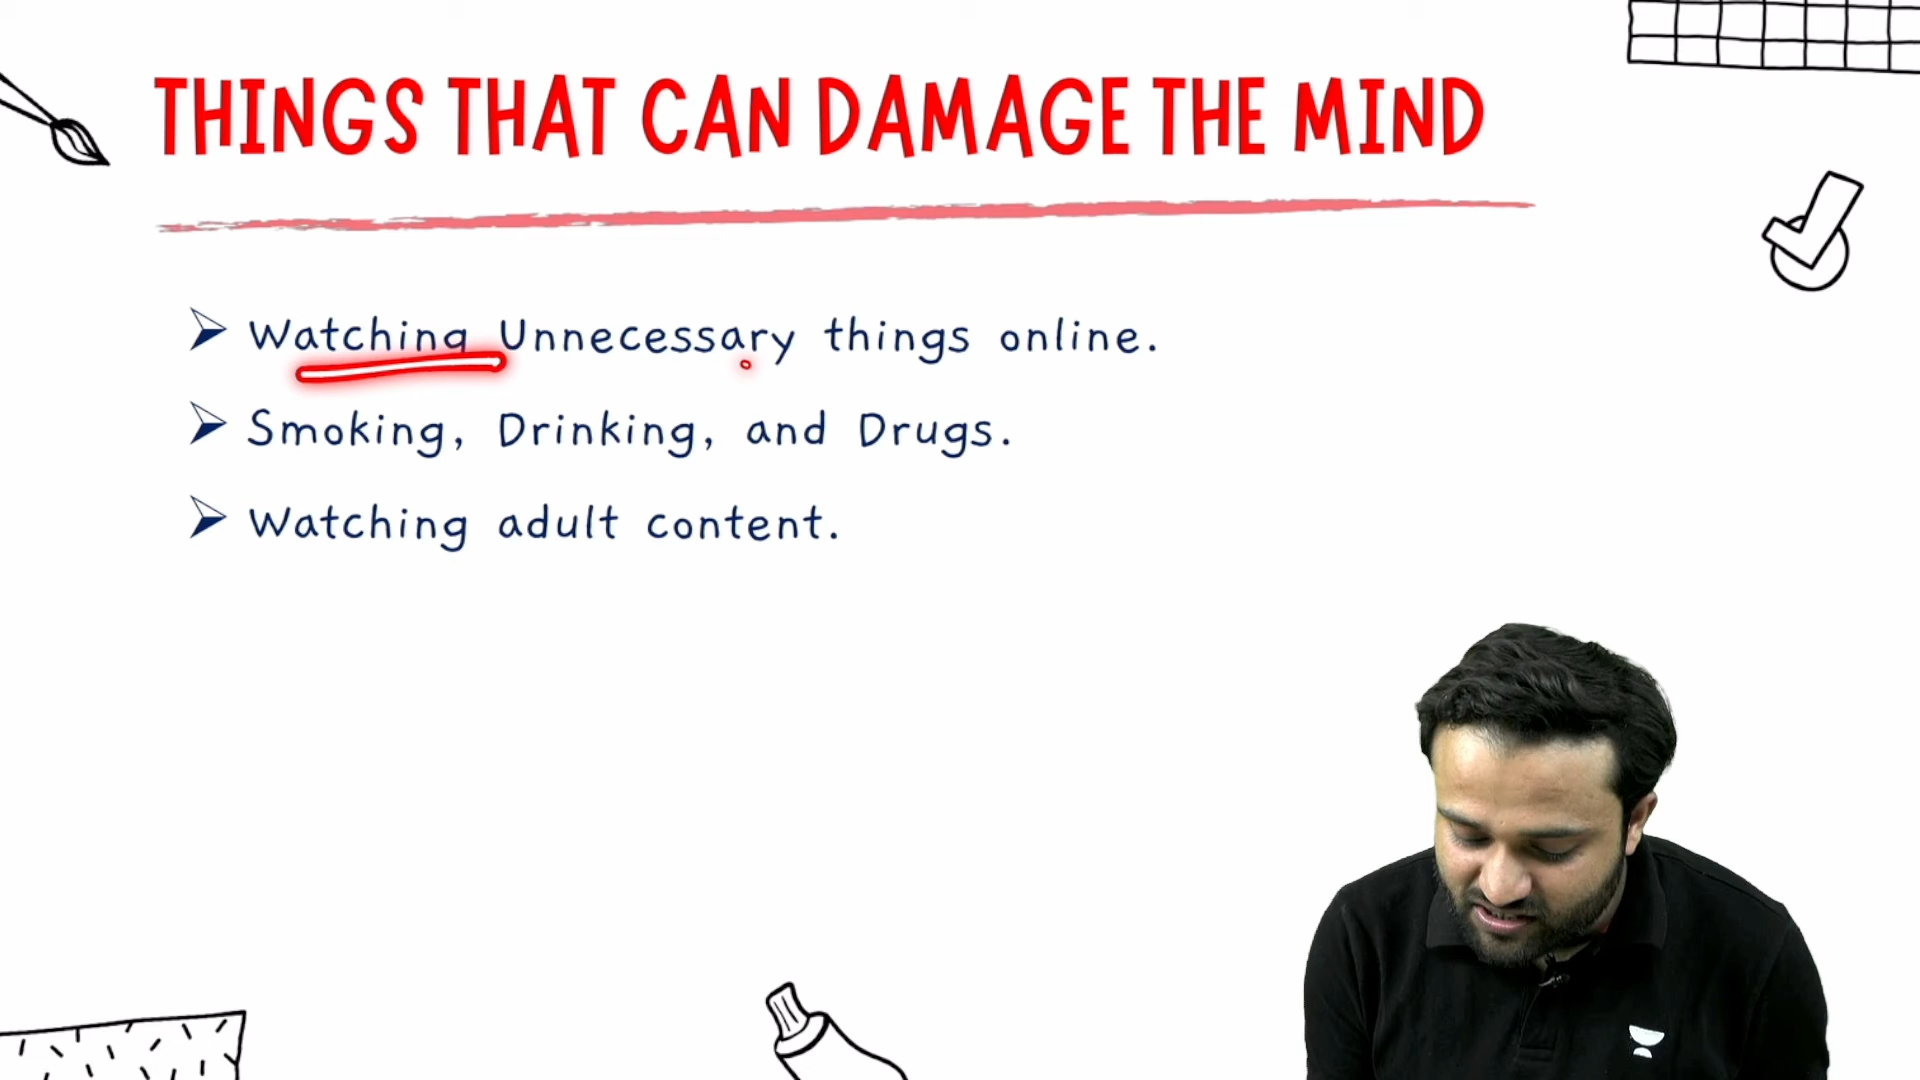 THINGS THAT CAN DAMAGE THE MIND
Watching Unnecessary things online.
Smoking, Drinking, and Drugs.
Watching adult content.